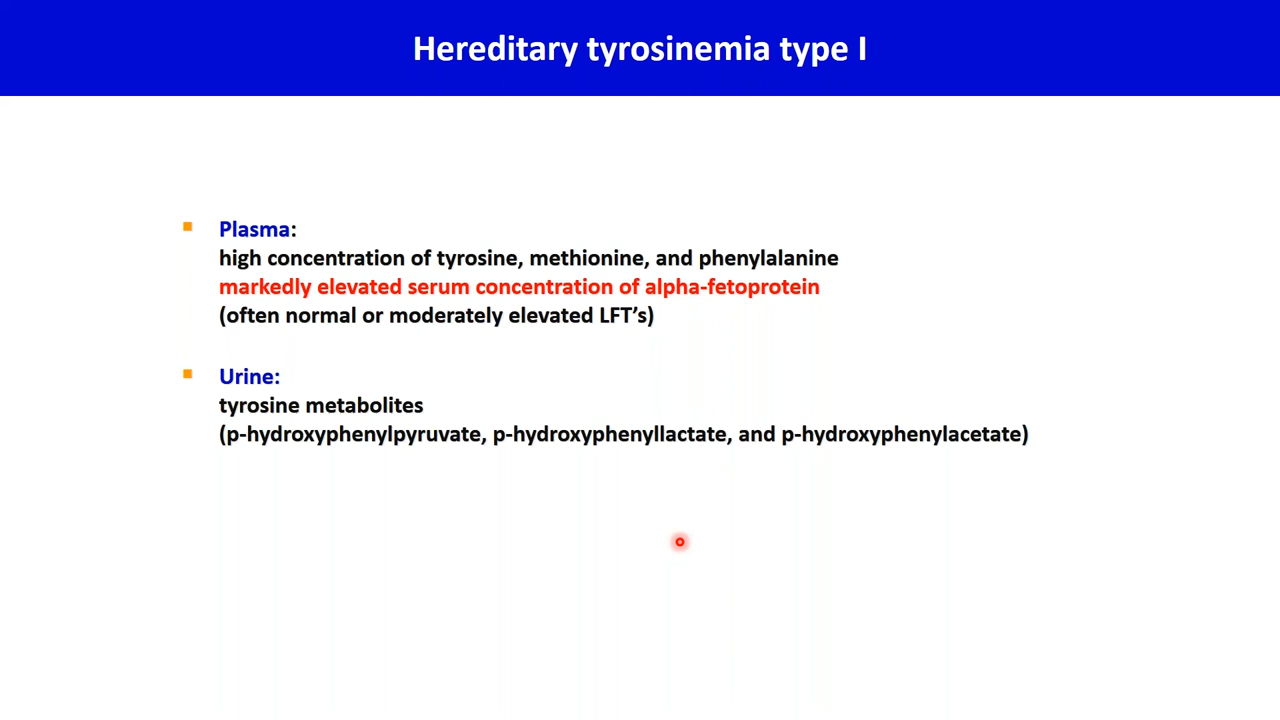 Hereditary tyrosinemia type I
Plasma:
high concentration of tyrosine, methionine, and phenylalanine
markedly elevated serum concentration of alpha-fetoprotein
(often normal or moderately elevated LFT’s)
Urine:
tyrosine metabolites
(p-hydroxyphenylpyruvate, p-hydroxyphenyllactate, and p-hydroxyphenylacetate)